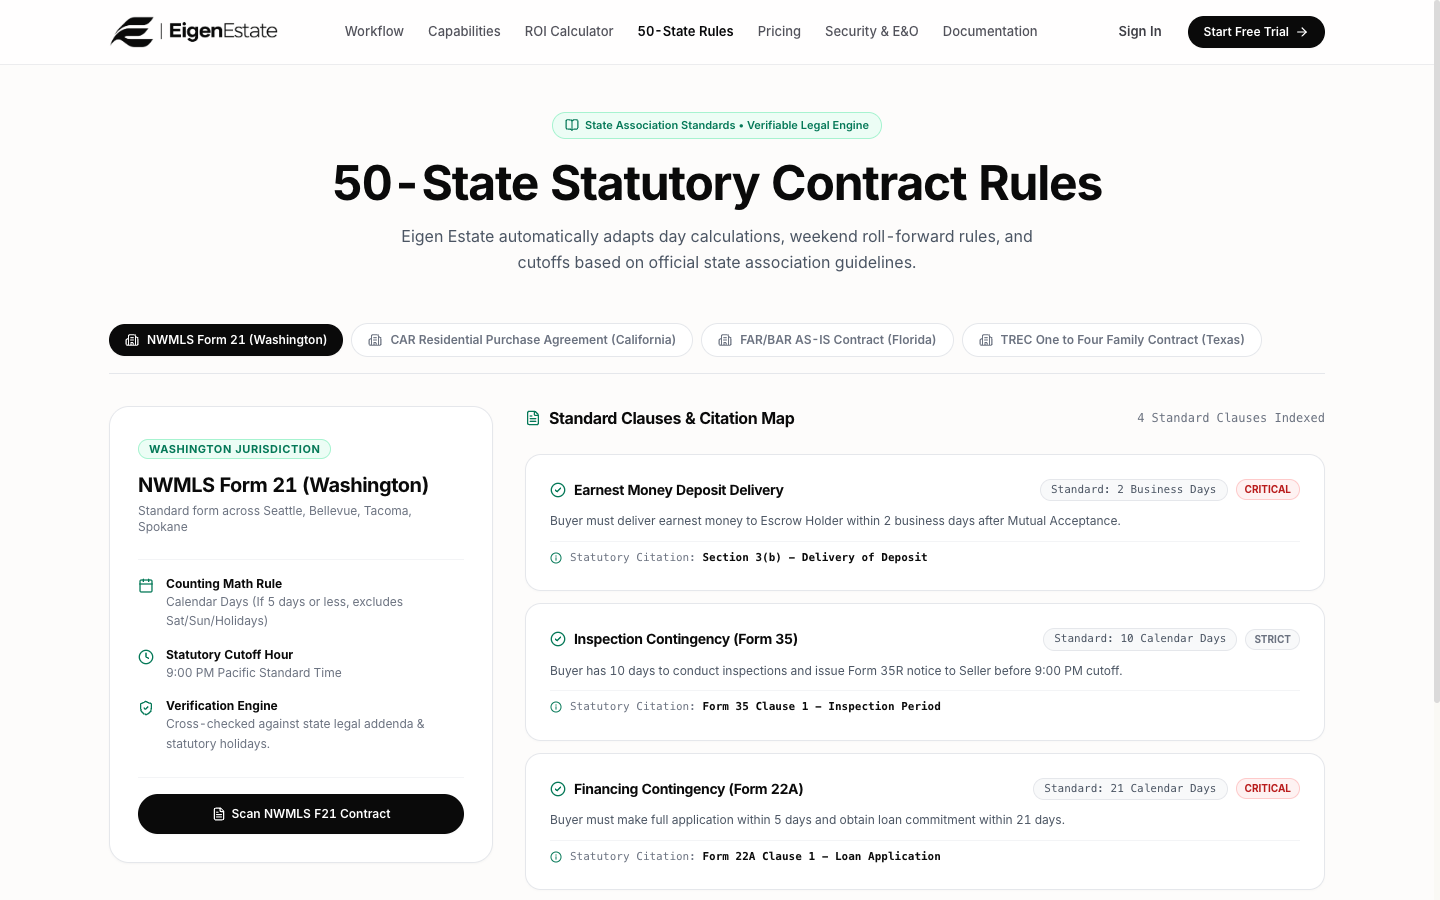 EigenEstate
Workflow
Capabilities
ROI Calculator
50-State Rules
Pricing
Security & E&O
Documentation
Sign In
Start Free Trial →
State Association Standards • Verifiable Legal Engine
50-State Statutory Contract Rules
Eigen Estate automatically adapts day calculations, weekend roll-forward rules, and
cutoffs based on official state association guidelines.
NWMLS Form 21 (Washington)
CAR Residential Purchase Agreement (California)
FAR/BAR AS-IS Contract (Florida)
TREC One to Four Family Contract (Texas)
WASHINGTON JURISDICTION
NWMLS Form 21 (Washington)
Standard form across Seattle, Bellevue, Tacoma,
Spokane
Counting Math Rule
Calendar Days (If 5 days or less, excludes
Sat/Sun/Holidays)
Statutory Cutoff Hour
9:00 PM Pacific Standard Time
Verification Engine
Cross-checked against state legal addenda &
statutory holidays.
Scan NWMLS F21 Contract
Standard Clauses & Citation Map
4 Standard Clauses Indexed
Earnest Money Deposit Delivery
Standard: 2 Business Days
CRITICAL
Buyer must deliver earnest money to Escrow Holder within 2 business days after Mutual Acceptance.
Statutory Citation: Section 3(b) – Delivery of Deposit
Inspection Contingency (Form 35)
Standard: 10 Calendar Days
STRICT
Buyer has 10 days to conduct inspections and issue Form 35R notice to Seller before 9:00 PM cutoff.
Statutory Citation: Form 35 Clause 1 – Inspection Period
Financing Contingency (Form 22A)
Standard: 21 Calendar Days
CRITICAL
Buyer must make full application within 5 days and obtain loan commitment within 21 days.
Statutory Citation: Form 22A Clause 1 – Loan Application